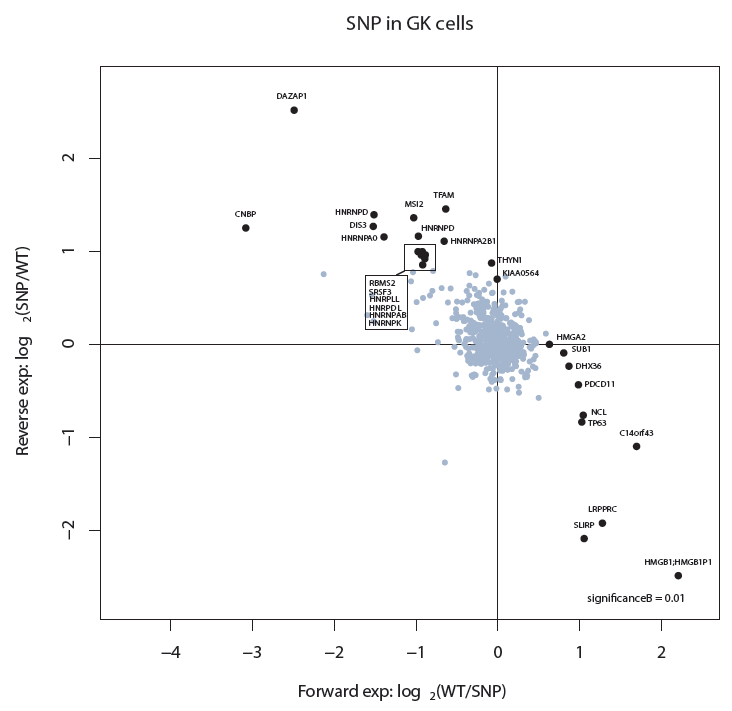 SNP in GK cells
DAZAP1
CNBP
HNRNPD
DIS3
HNRNPA0
MSI2
TFAM
HNRNPD
HNRNPA2B1
THYN1
KIAA0564
RBMS2
SRSF3
HNRPLL
HNRPDL
HNRNPAB
HNRNPK
HMGA2
SUB1
DHX36
PDCD11
NCL
TP63
C14orf43
LRPPRC
SLIRP
HMGB1;HMGB1P1
significanceB = 0.01
2
1
0
−1
−2
Reverse exp: log 2(SNP/WT)
−4 −3 −2 −1 0 1 2
Forward exp: log 2(WT/SNP)